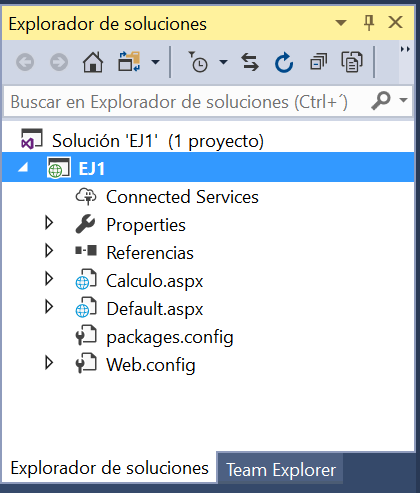 Explorador de soluciones
Buscar en Explorador de soluciones (Ctrl+´)
Solución 'EJ1' (1 proyecto)
EJ1
Connected Services
Properties
Referencias
Calculo.aspx
Default.aspx
packages.config
Web.config
Explorador de soluciones Team Explorer